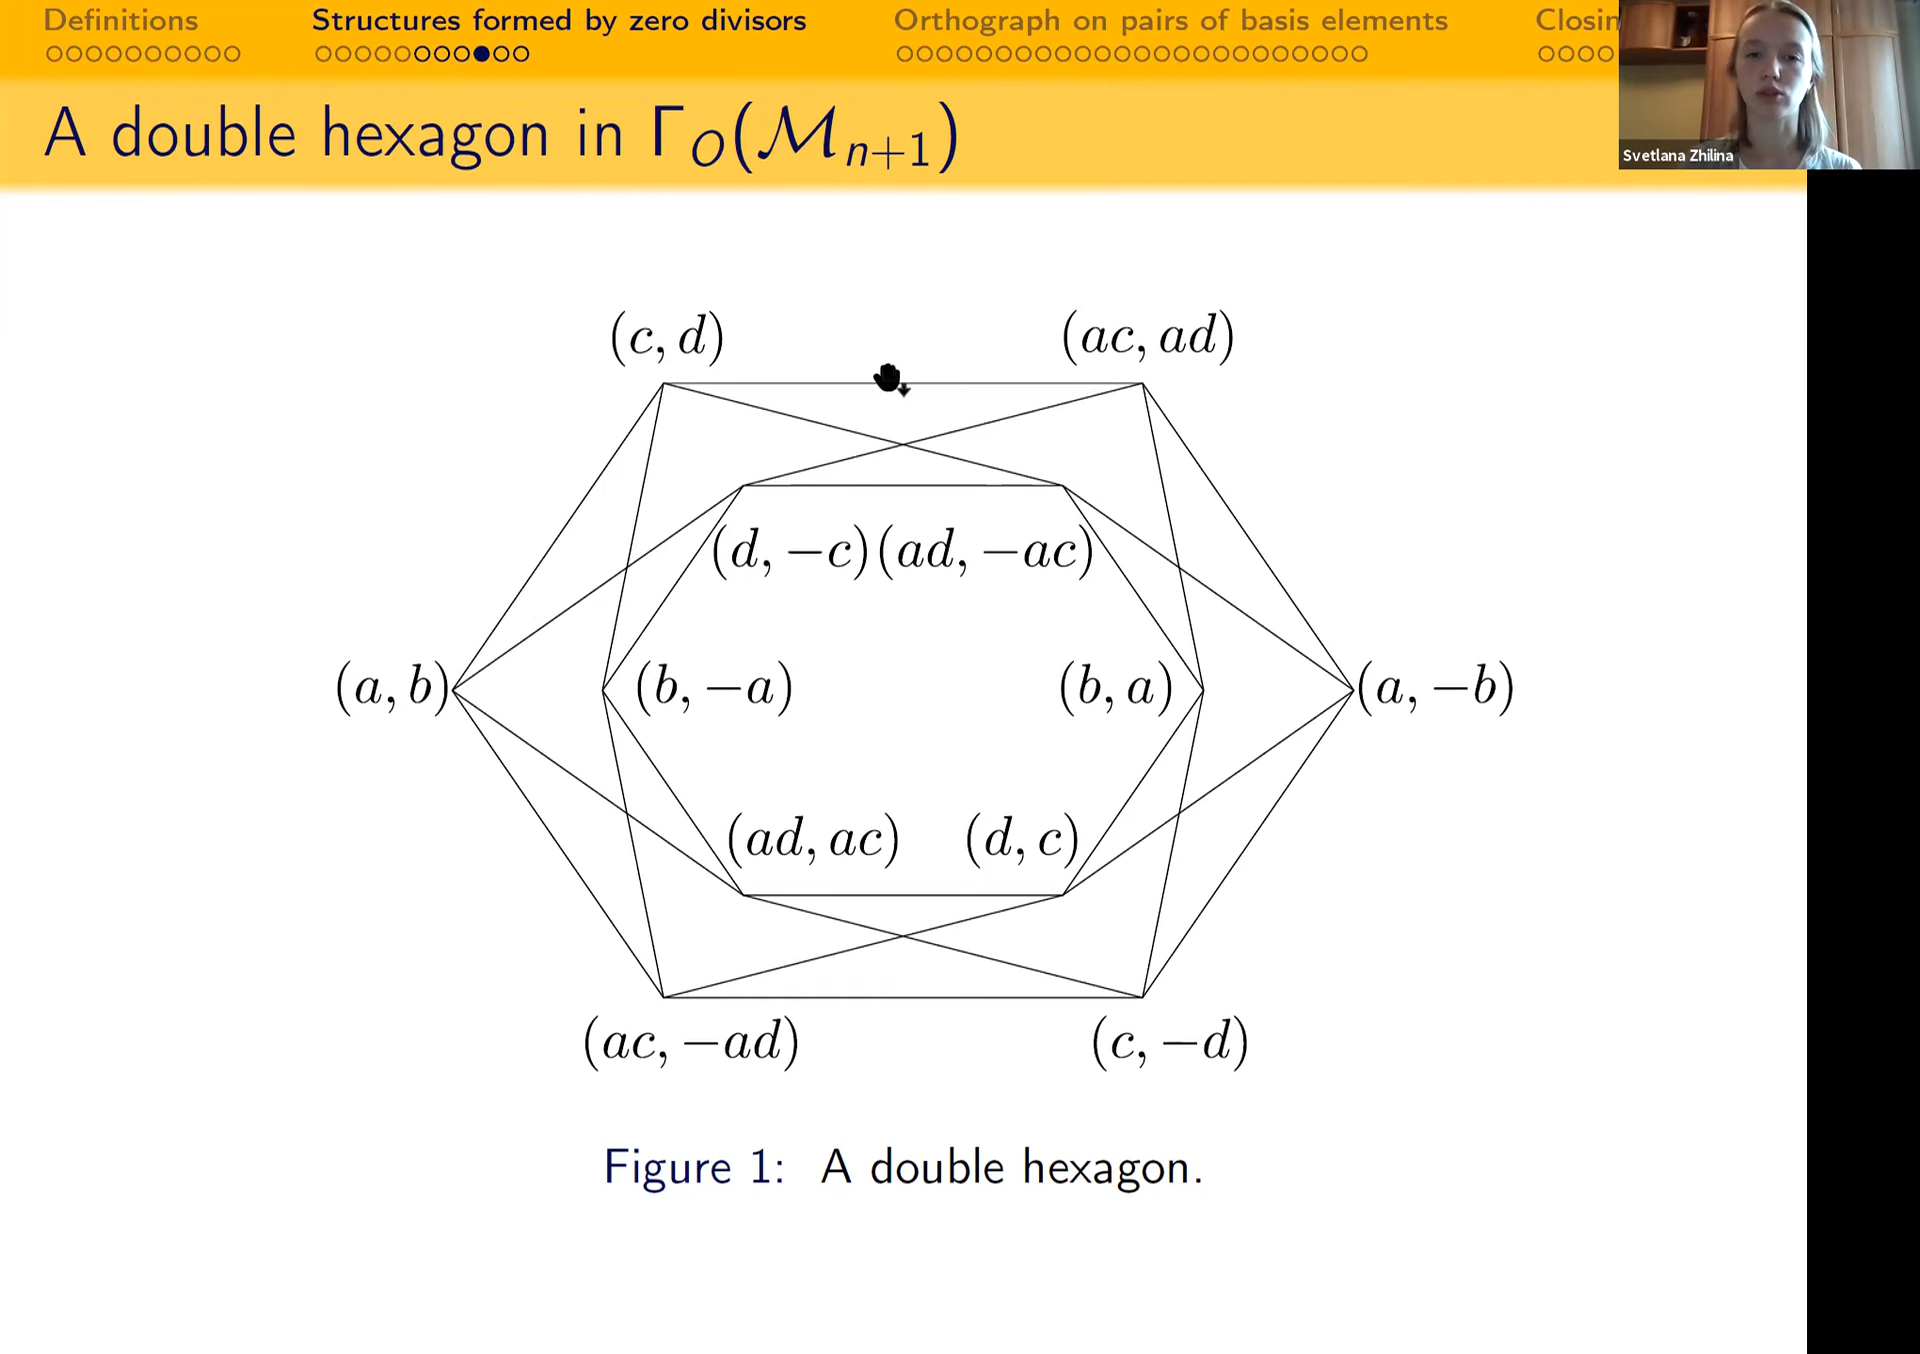 Definitions Structures formed by zero divisors Orthograph on pairs of basis elements Closin
A double hexagon in Γ_O(ℳ_{n+1})
Svetlana Zhilina
(c, d) (ac, ad)
(d, −c) (ad, −ac)
(a, b) (b, −a) (b, a) (a, −b)
(ad, ac) (d, c)
(ac, −ad) (c, −d)
Figure 1: A double hexagon.